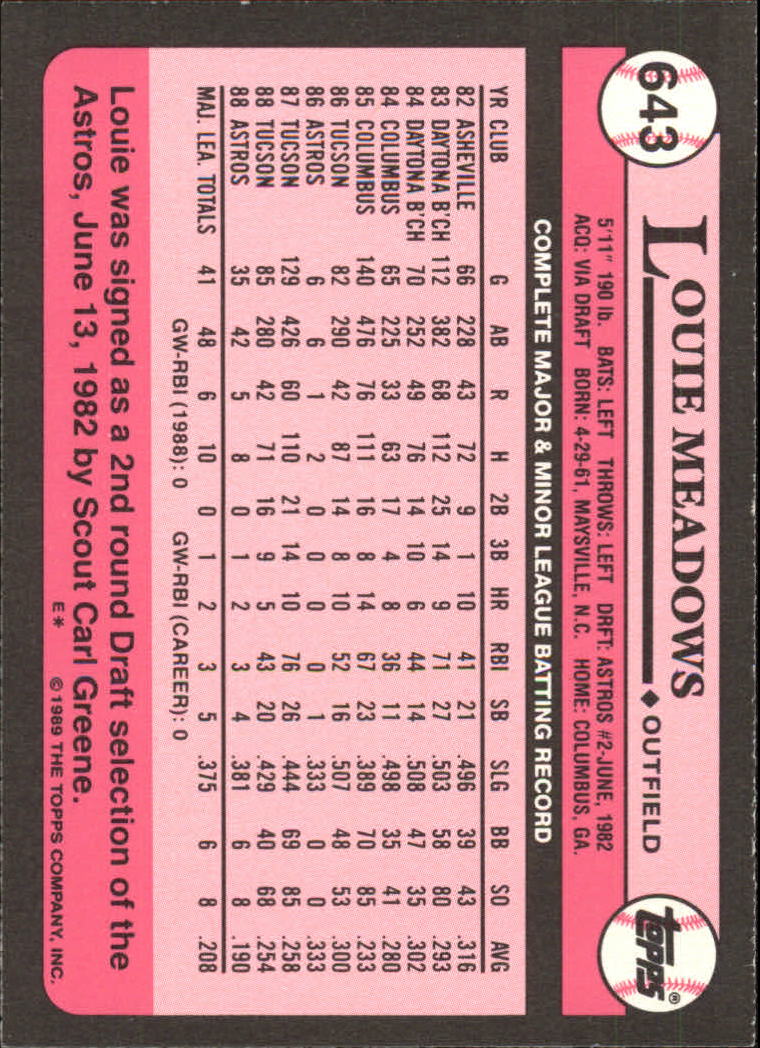 643
LOUIE MEADOWS ◆ OUTFIELD
TOPPS®
5'11" 190 lb. BATS: LEFT THROWS: LEFT DRFT: ASTROS #2-JUNE, 1982
ACQ: VIA DRAFT BORN: 4-29-61, MAYSVILLE, N.C. HOME: COLUMBUS, GA.
COMPLETE MAJOR & MINOR LEAGUE BATTING RECORD
YR CLUB G AB R H 2B 3B HR RBI SB SLG BB SO AVG
82 ASHEVILLE 66 228 43 72 9 1 10 41 21 .496 39 43 .316
83 DAYTONA B'CH 112 382 68 112 25 14 9 71 27 .503 58 80 .293
84 DAYTONA B'CH 70 252 49 76 14 10 6 44 14 .508 47 35 .302
84 COLUMBUS 65 225 33 63 17 4 8 36 11 .498 35 41 .280
85 COLUMBUS 140 476 76 111 16 8 14 67 23 .389 70 85 .233
86 TUCSON 82 290 42 87 14 8 10 52 16 .507 48 53 .300
86 ASTROS 6 6 1 2 0 0 0 0 1 .333 0 0 .333
87 TUCSON 129 426 60 110 21 14 10 76 26 .444 69 85 .258
88 TUCSON 85 280 42 71 16 9 5 43 20 .429 40 68 .254
88 ASTROS 35 42 5 8 0 1 2 3 4 .381 6 8 .190
MAJ. LEA. TOTALS 41 48 6 10 0 1 2 3 5 .375 6 8 .208
GW-RBI (1988): 0 GW-RBI (CAREER): 0
Louie was signed as a 2nd round Draft selection of the
Astros, June 13, 1982 by Scout Carl Greene.
E* © 1989 THE TOPPS COMPANY, INC.